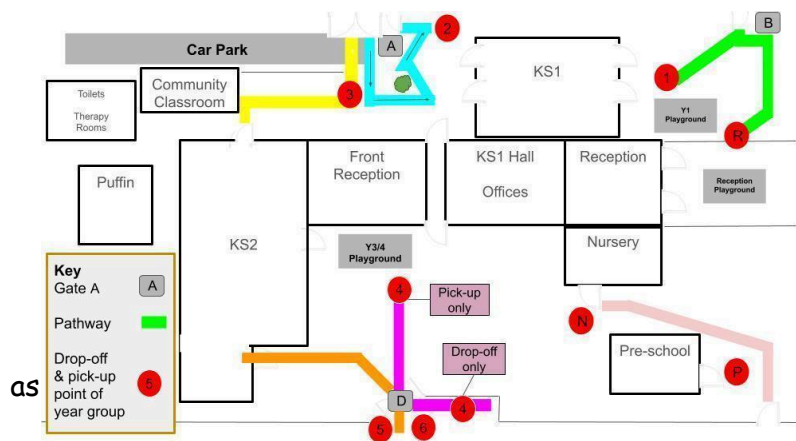 Car Park
A
2
B
KS1
1
3
Toilets
Therapy
Rooms
Community
Classroom
Y1
Playground
R
Puffin
KS2
Front
Reception
KS1 Hall
Offices
Reception
Reception
Playground
Nursery
Y3/4
Playground
Key
Gate A
A
Pathway
Drop-off
& pick-up
point of
year group
5
as
4
Pick-up
only
Drop-off
only
N
Pre-school
P
D
4
5
6